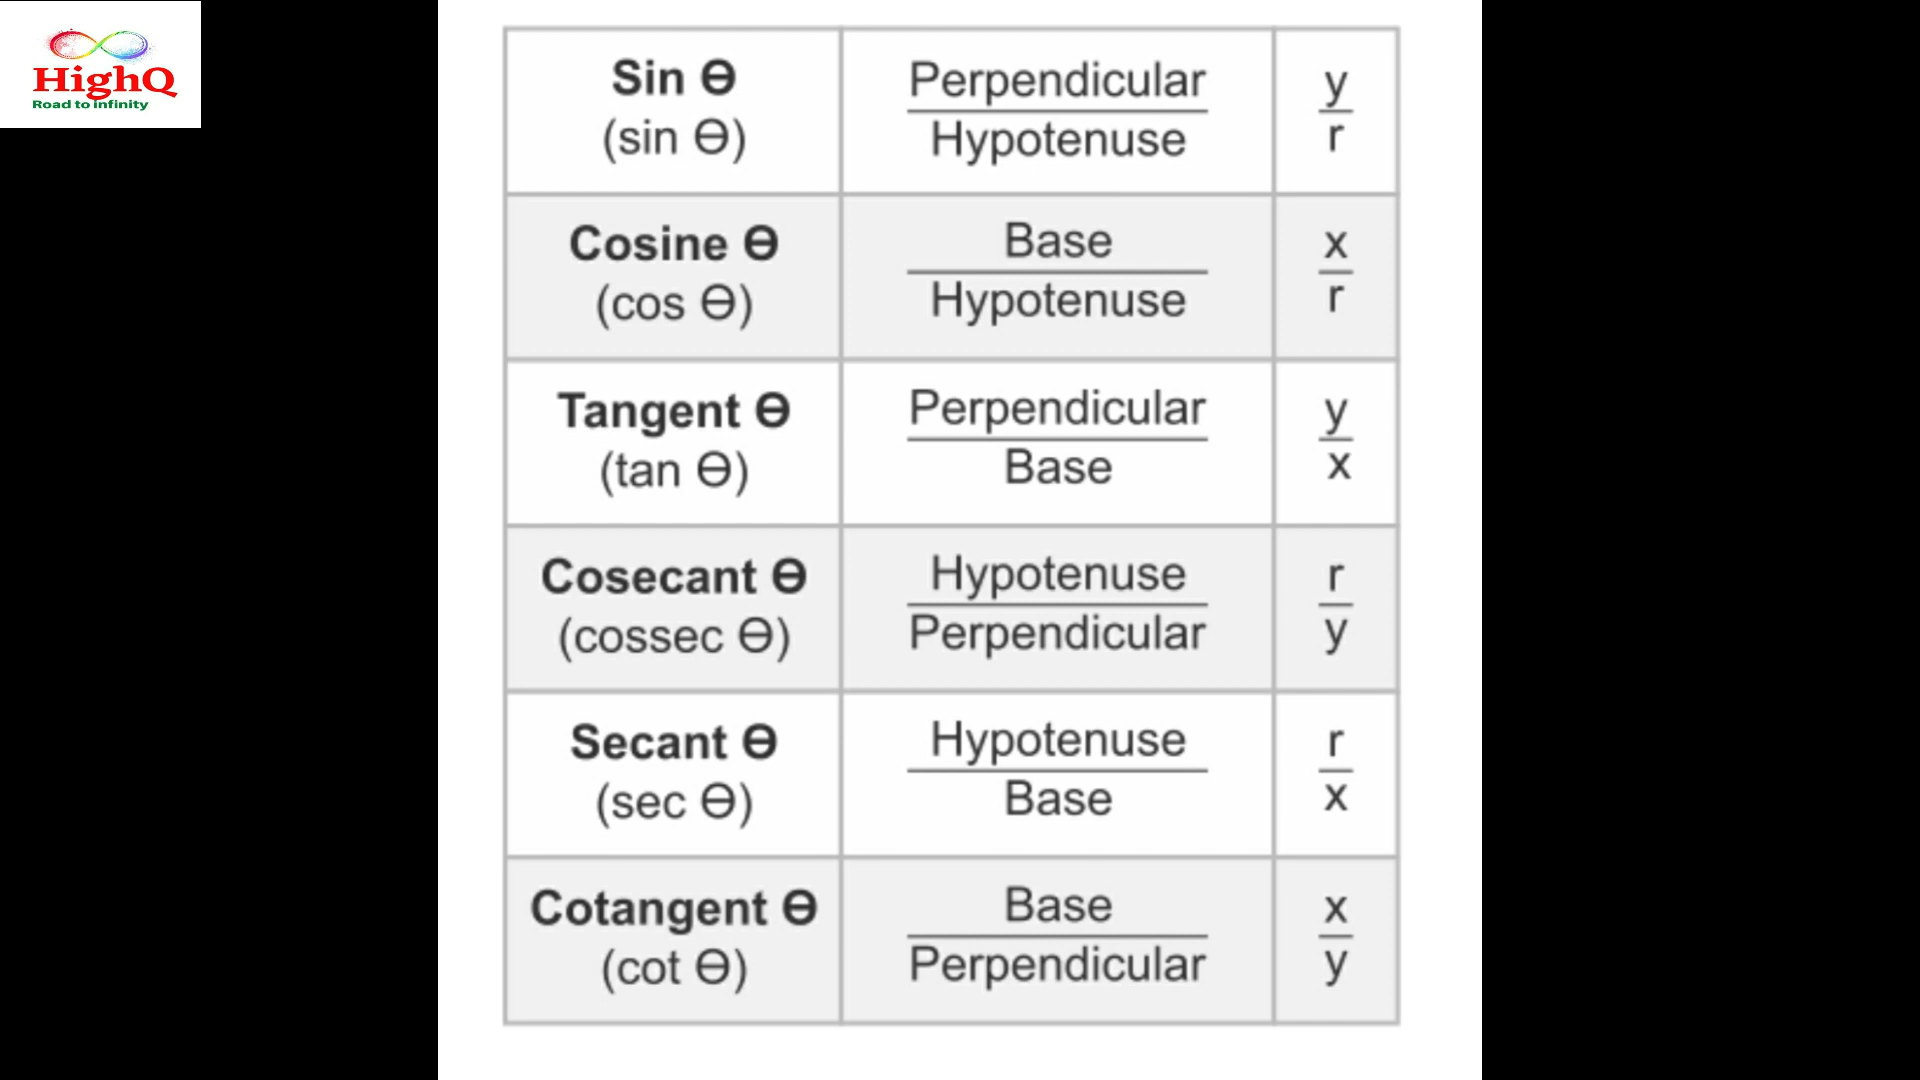 HighQ
Road to infinity
Sin Ɵ
(sin Ɵ)
Perpendicular
Hypotenuse
y
r
Cosine Ɵ
(cos Ɵ)
Base
Hypotenuse
x
r
Tangent Ɵ
(tan Ɵ)
Perpendicular
Base
y
x
Cosecant Ɵ
(cossec Ɵ)
Hypotenuse
Perpendicular
r
y
Secant Ɵ
(sec Ɵ)
Hypotenuse
Base
r
x
Cotangent Ɵ
(cot Ɵ)
Base
Perpendicular
x
y